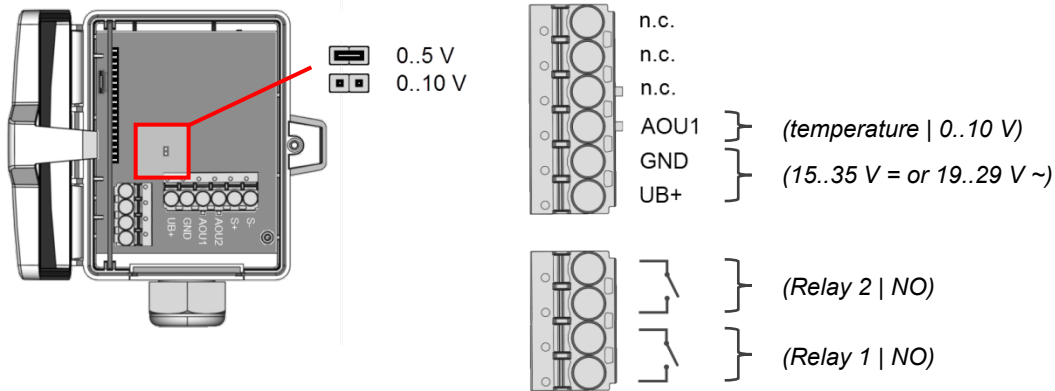 0..5 V
0..10 V
UB+
GND
AOU1
AOU2
S+
S-
n.c.
n.c.
n.c.
AOU1 (temperature | 0..10 V)
GND (15..35 V = or 19..29 V ~)
UB+
(Relay 2 | NO)
(Relay 1 | NO)